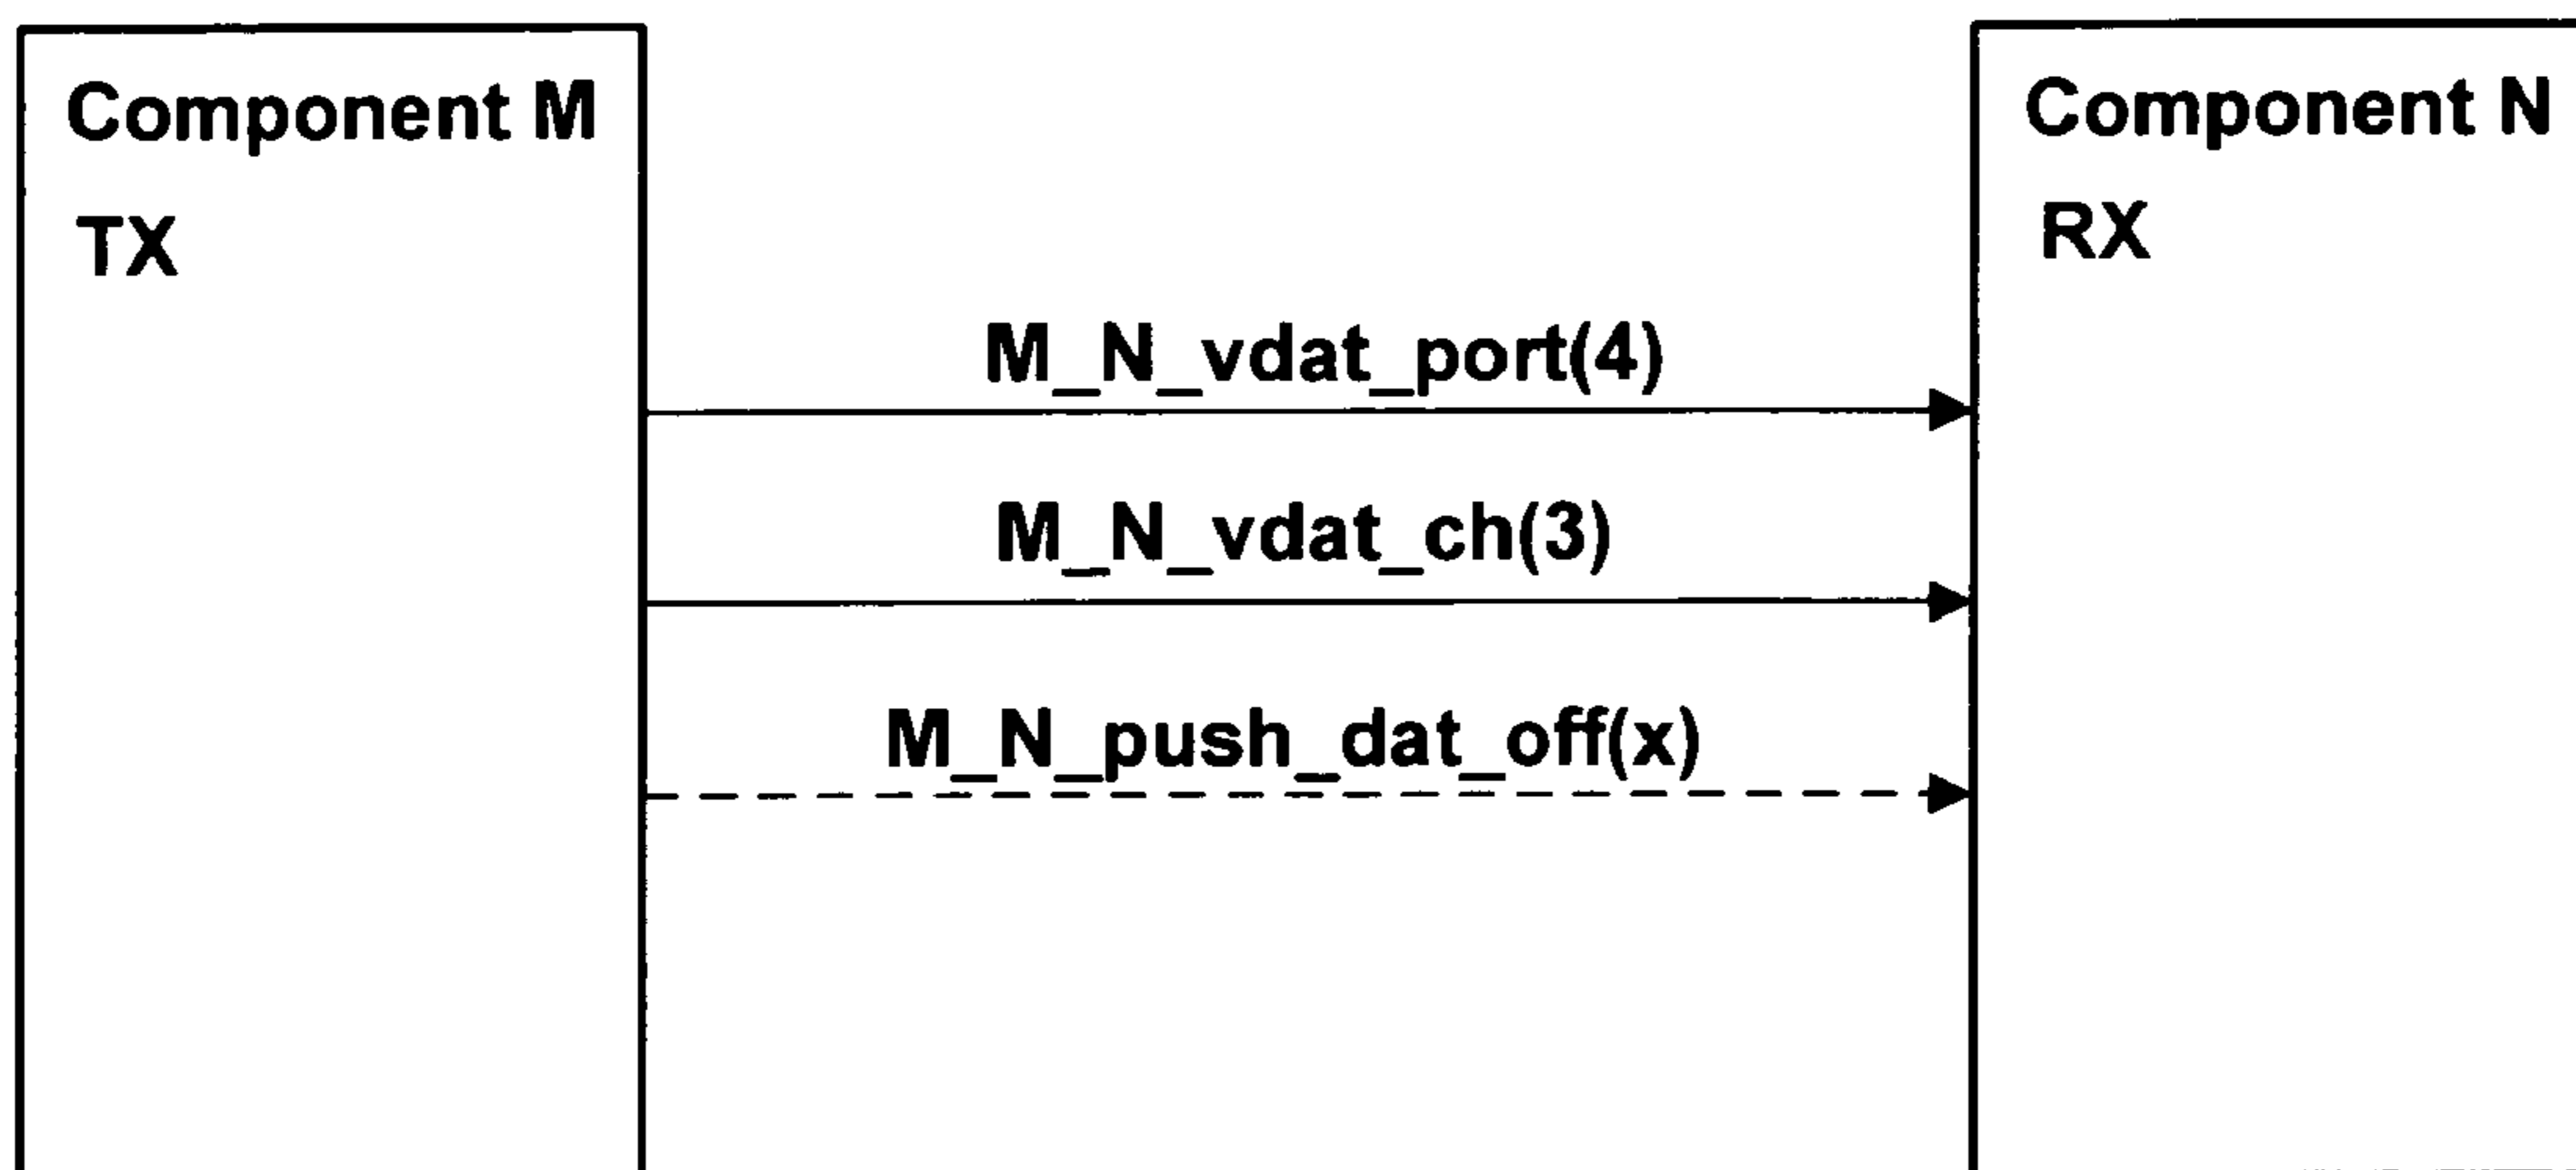 Component M
TX
Component N
RX
M_N_vdat_port(4)
M_N_vdat_ch(3)
M_N_push_dat_off(x)